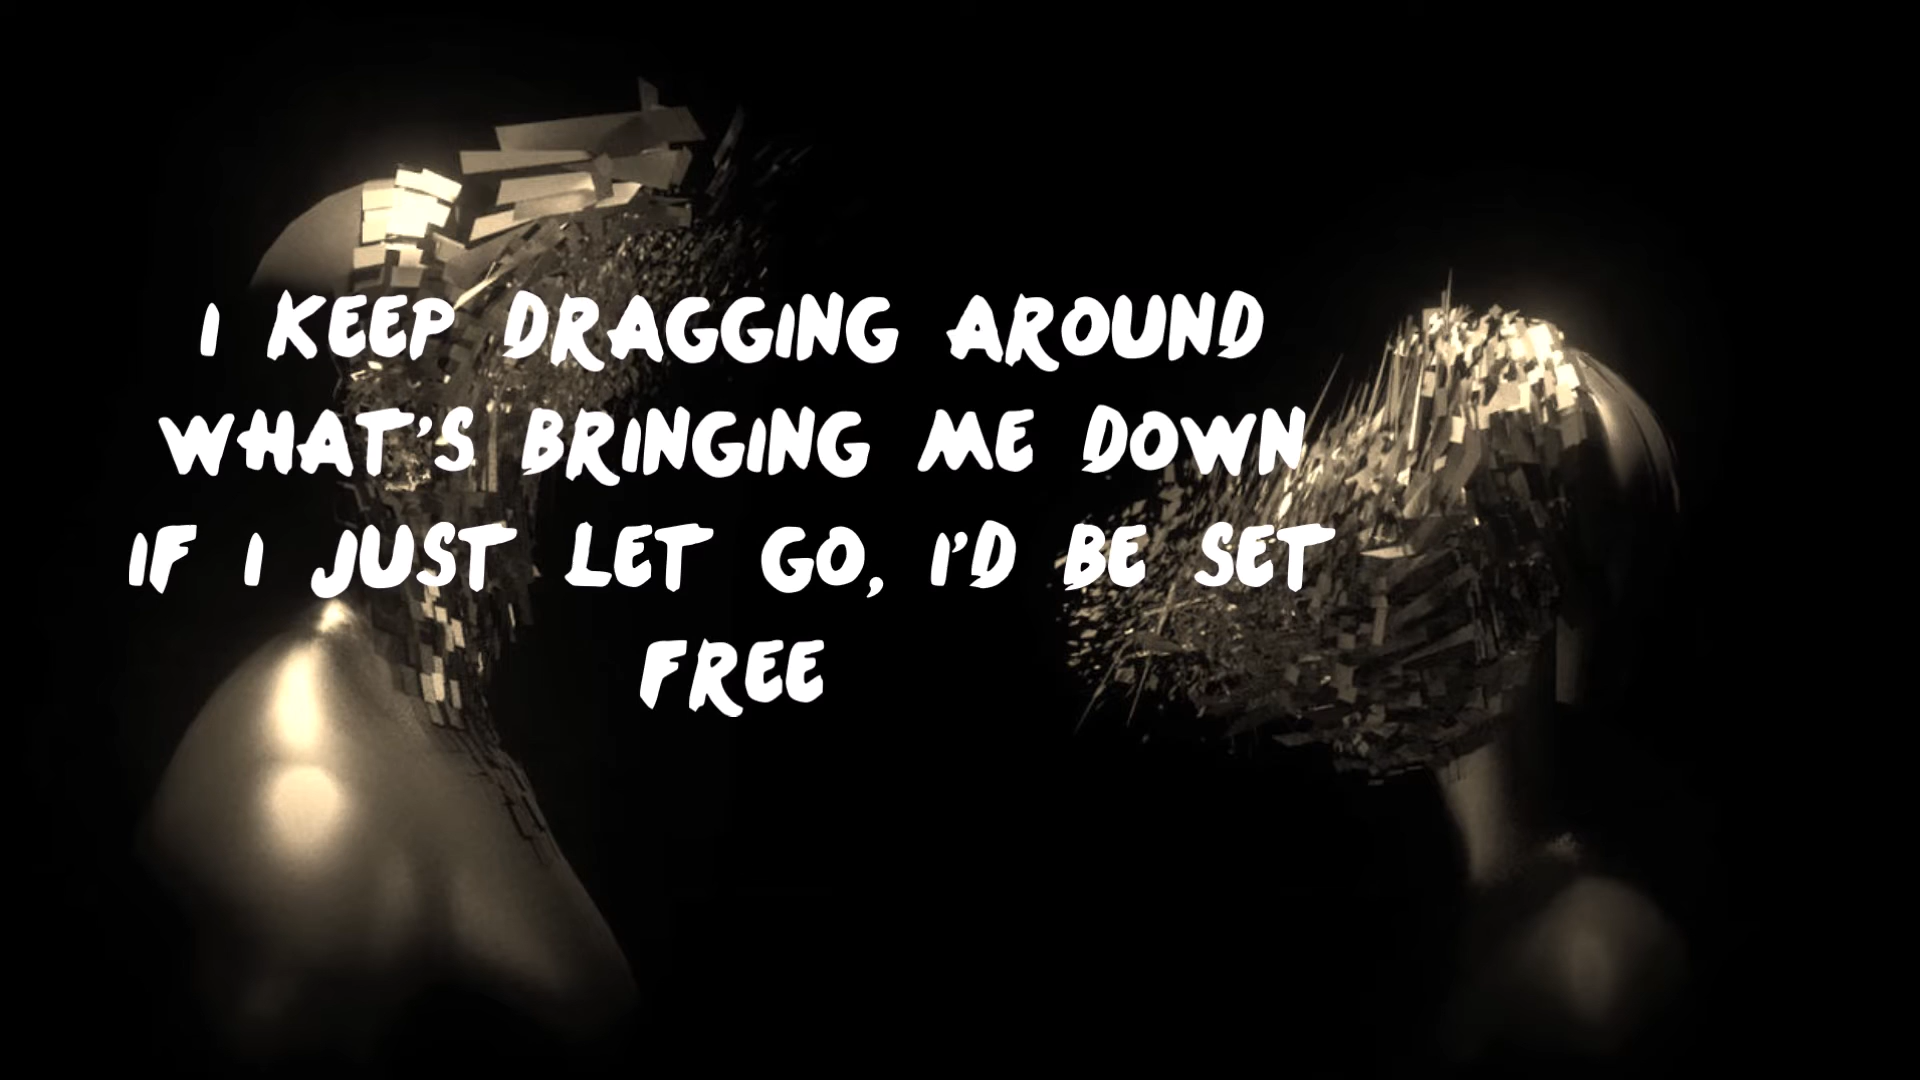 I KEEP DRAGGING AROUND
WHAT'S BRINGING ME DOWN
IF I JUST LET GO, I'D BE SET
FREE